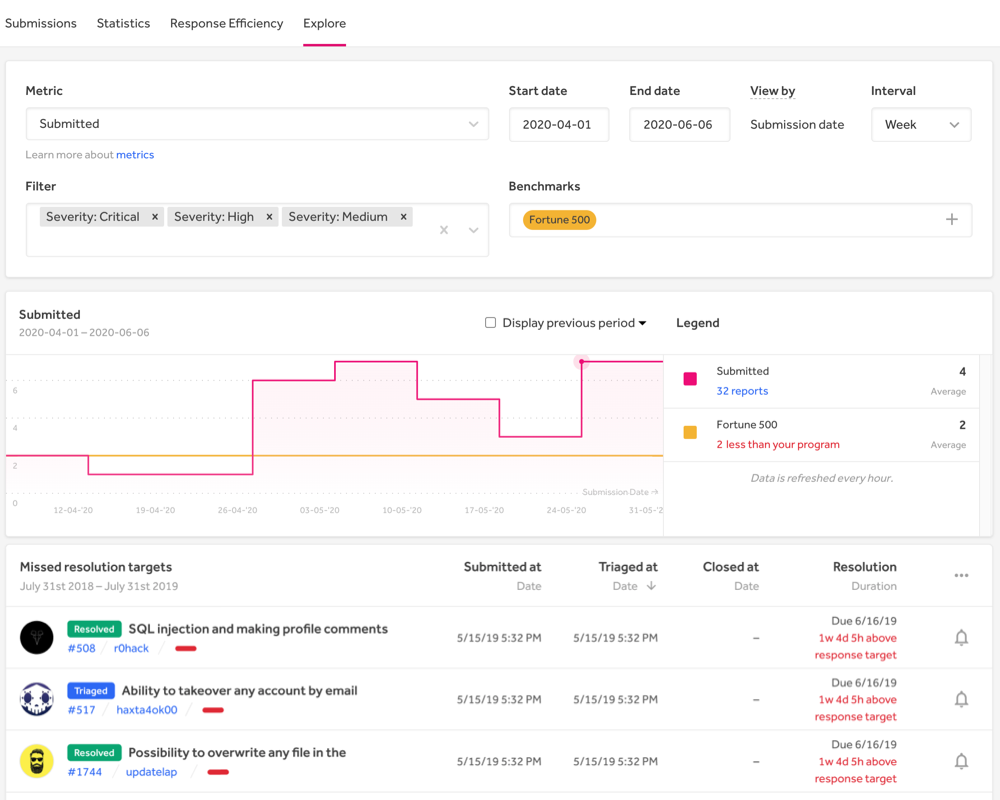 Submissions Statistics Response Efficiency Explore
Metric Start date End date View by Interval
Submitted 2020-04-01 2020-06-06 Submission date Week
Learn more about metrics
Filter Benchmarks
Severity: Critical × Severity: High × Severity: Medium × Fortune 500
Submitted
2020-04-01 – 2020-06-06
Display previous period Legend
Submitted 4
32 reports Average
Fortune 500 2
2 less than your program Average
Data is refreshed every hour.
6
4
2
0
Submission Date →
12-04-'20 19-04-'20 26-04-'20 03-05-'20 10-05-'20 17-05-'20 24-05-'20 31-05-'2
Missed resolution targets Submitted at Triaged at Closed at Resolution
July 31st 2018 – July 31st 2019 Date Date ↓ Date Duration
Resolved SQL injection and making profile comments
#508 / r0hack /
5/15/19 5:32 PM 5/15/19 5:32 PM –
Due 6/16/19
1w 4d 5h above
response target
Triaged Ability to takeover any account by email
#517 / haxta4ok00 /
5/15/19 5:32 PM 5/15/19 5:32 PM –
Due 6/16/19
1w 4d 5h above
response target
Resolved Possibility to overwrite any file in the
#1744 / updatelap /
5/15/19 5:32 PM 5/15/19 5:32 PM –
Due 6/16/19
1w 4d 5h above
response target